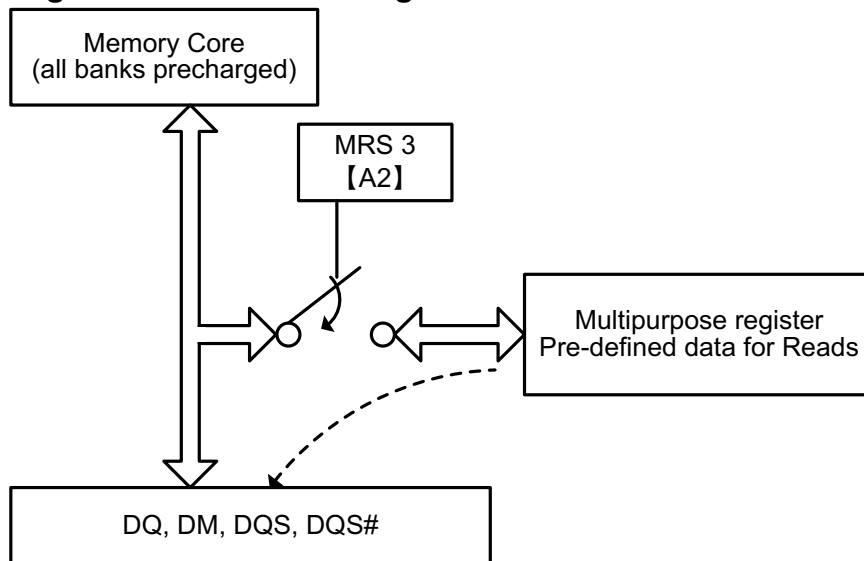 Memory Core
(all banks precharged)
MRS 3
【A2】
Multipurpose register
Pre-defined data for Reads
DQ, DM, DQS, DQS#